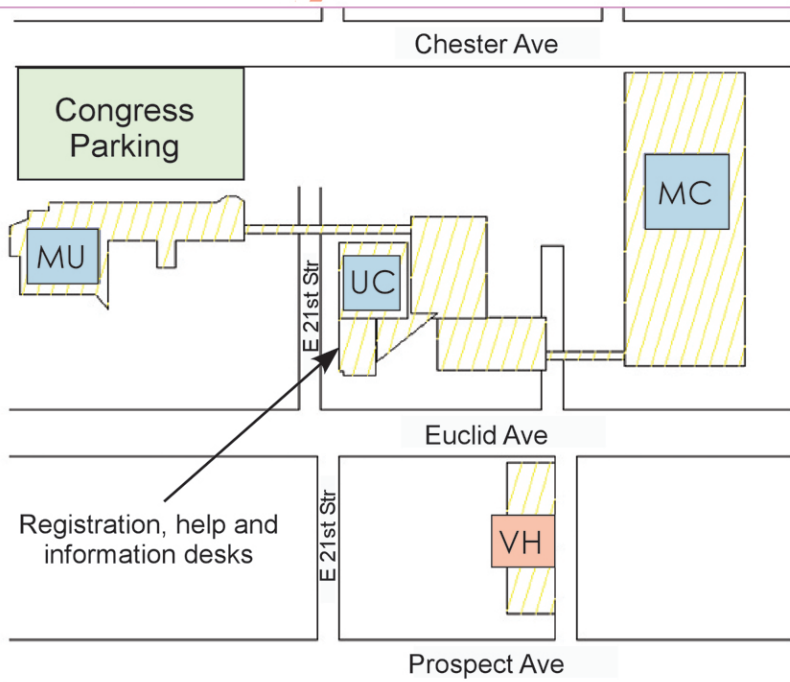 Chester Ave
Congress
Parking
MC
MU
UC
E 21st Str
Euclid Ave
Registration, help and
information desks
E 21st Str
VH
Prospect Ave